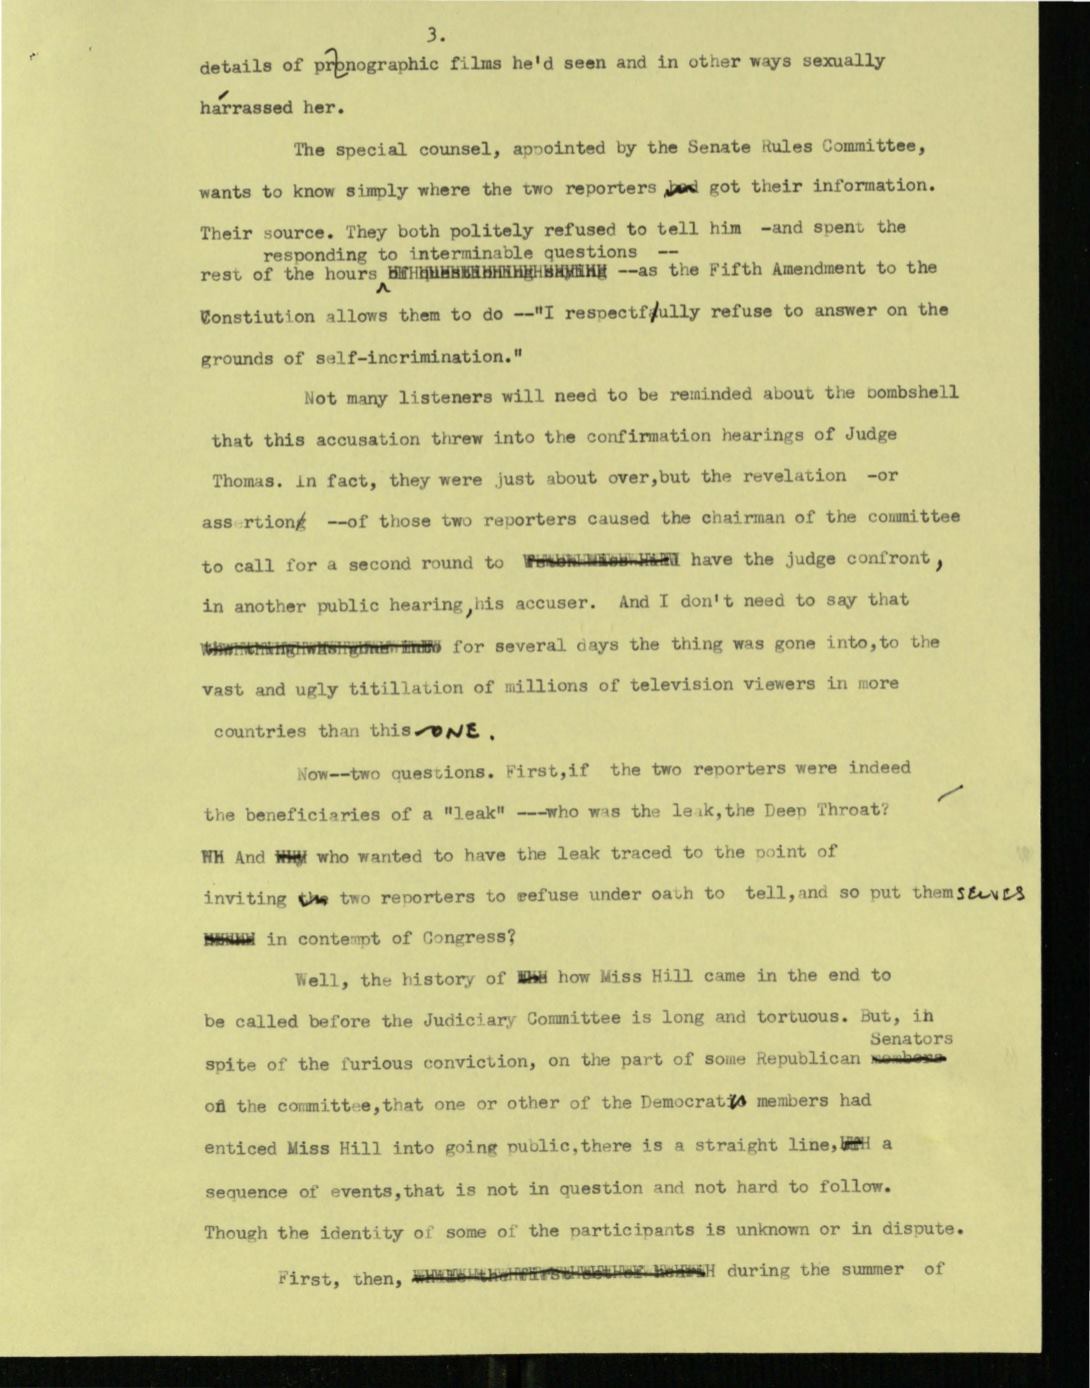 3.
details of pronographic films he'd seen and in other ways sexually
harrassed her.
The special counsel, appointed by the Senate Rules Committee,
wants to know simply where the two reporters had got their information.
Their source. They both politely refused to tell him -and spent the
responding to interminable questions --
rest of the hours --as the Fifth Amendment to the
Constiution allows them to do --"I respectfully refuse to answer on the
grounds of self-incrimination."
Not many listeners will need to be reminded about the bombshell
that this accusation threw into the confirmation hearings of Judge
Thomas. In fact, they were just about over,but the revelation -or
assertion --of those two reporters caused the chairman of the committee
to call for a second round to have the judge confront,
in another public hearing,his accuser. And I don't need to say that
for several days the thing was gone into,to the
vast and ugly titillation of millions of television viewers in more
countries than this ONE.
Now--two questions. First,if the two reporters were indeed
the beneficiaries of a "leak" ---who was the leak,the Deep Throat?
And who wanted to have the leak traced to the point of
inviting the two reporters to refuse under oath to tell,and so put themSELVES
in contempt of Congress?
Well, the history of how Miss Hill came in the end to
be called before the Judiciary Committee is long and tortuous. But, in
Senators
spite of the furious conviction, on the part of some Republican members
on the committee,that one or other of the Democratic members had
enticed Miss Hill into going public,there is a straight line, a
sequence of events,that is not in question and not hard to follow.
Though the identity of some of the participants is unknown or in dispute.
First, then, during the summer of